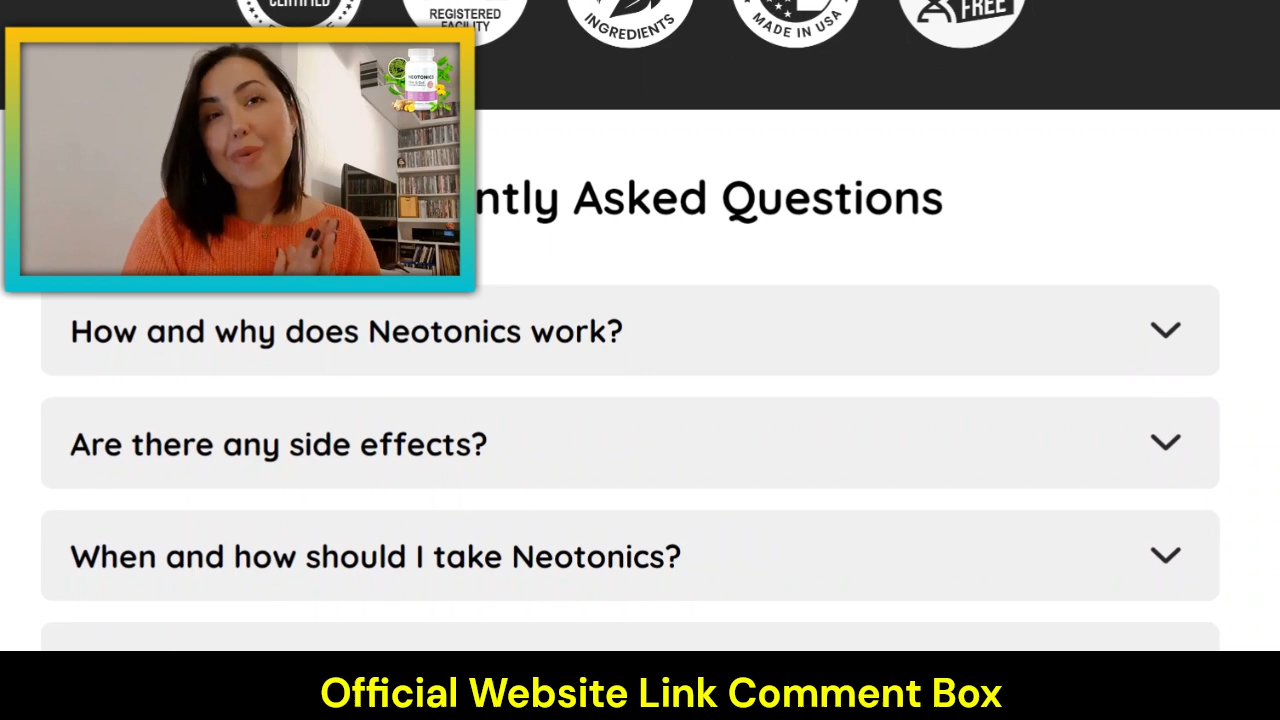 CERTIFIED
REGISTERED
FACILITY
INGREDIENTS
MADE IN USA
FREE
NEOTONICS
ntly Asked Questions
How and why does Neotonics work?
Are there any side effects?
When and how should I take Neotonics?
Official Website Link Comment Box